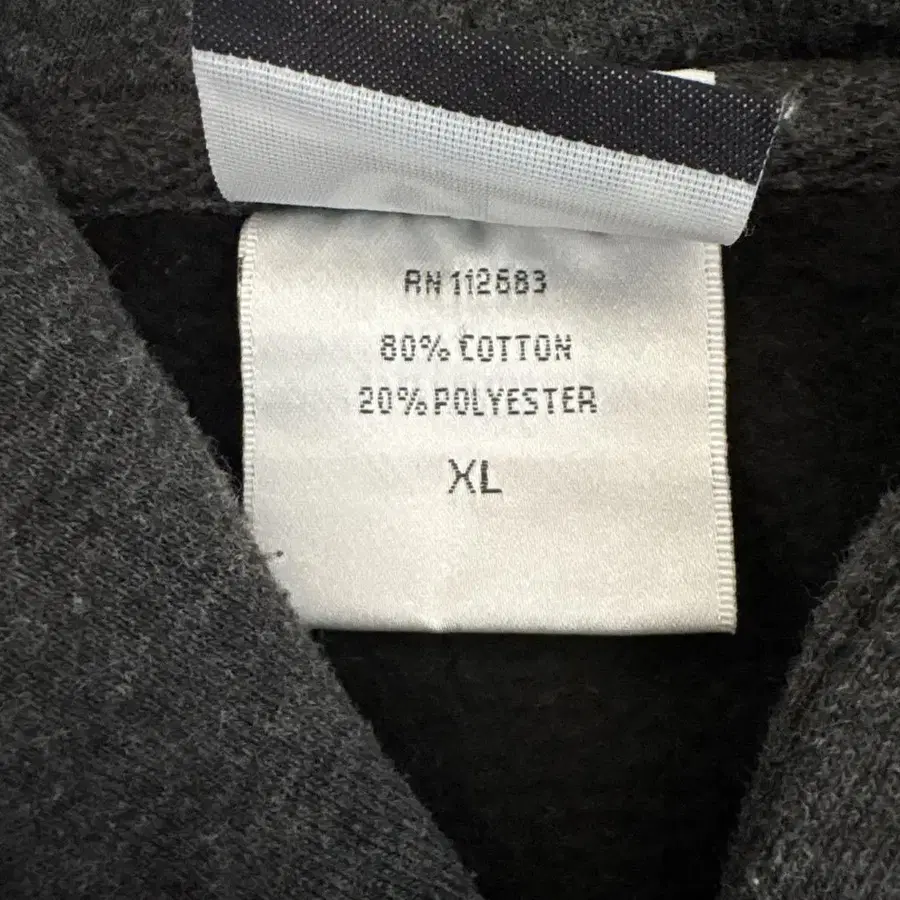 RN 112683
80% COTTON
20% POLYESTER
XL